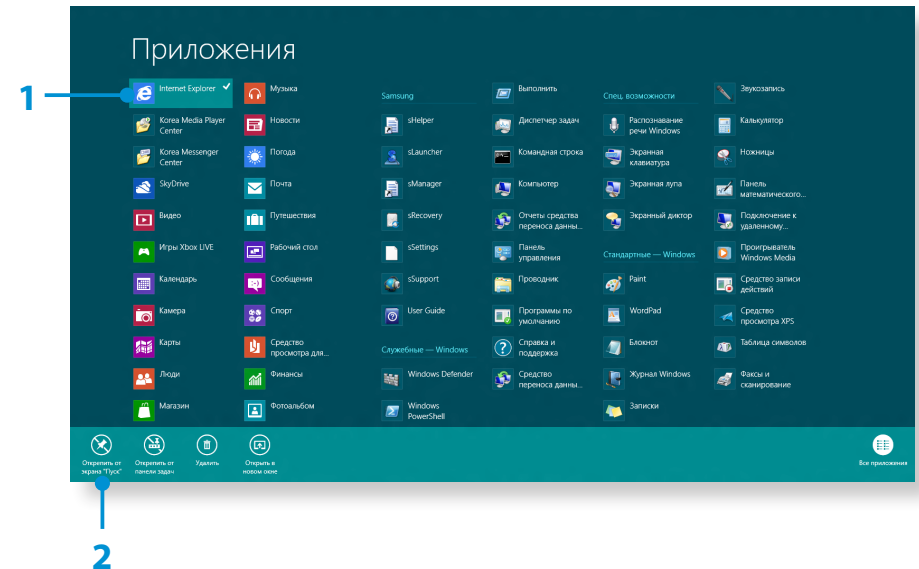 Приложения
1
Internet Explorer
Korea Media Player
Center
Korea Messenger
Center
SkyDrive
Видео
Игры Xbox LIVE
Календарь
Камера
Карты
Люди
Магазин
Музыка
Новости
Погода
Почта
Путешествия
Рабочий стол
Сообщения
Спорт
Средство
просмотра для...
Финансы
Фотоальбом
Samsung
sHelper
sLauncher
sManager
sRecovery
sSettings
sSupport
User Guide
Служебные — Windows
Windows Defender
Windows
PowerShell
Выполнить
Диспетчер задач
Командная строка
Компьютер
Отчеты средства
переноса данны...
Панель
управления
Проводник
Программы по
умолчанию
Справка и
поддержка
Средство
переноса данны...
Спец. возможности
Распознавание
речи Windows
Экранная
клавиатура
Экранная лупа
Экранный диктор
Стандартные — Windows
Paint
WordPad
Блокнот
Журнал Windows
Записки
Звукозапись
Калькулятор
Ножницы
Панель
математического...
Подключение к
удаленному...
Проигрыватель
Windows Media
Средство записи
действий
Средство
просмотра XPS
Таблица символов
Факсы и
сканирование
Открепить от
экрана "Пуск"
Открепить от
панели задач
Удалить
Открыть в
новом окне
Все приложения
2